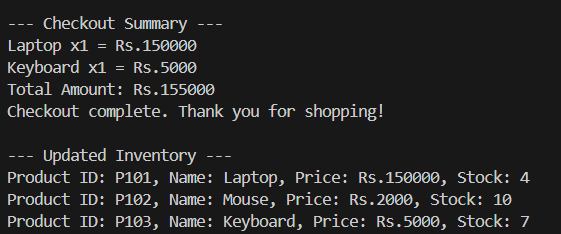 --- Checkout Summary ---
Laptop x1 = Rs.150000
Keyboard x1 = Rs.5000
Total Amount: Rs.155000
Checkout complete. Thank you for shopping!
--- Updated Inventory ---
Product ID: P101, Name: Laptop, Price: Rs.150000, Stock: 4
Product ID: P102, Name: Mouse, Price: Rs.2000, Stock: 10
Product ID: P103, Name: Keyboard, Price: Rs.5000, Stock: 7